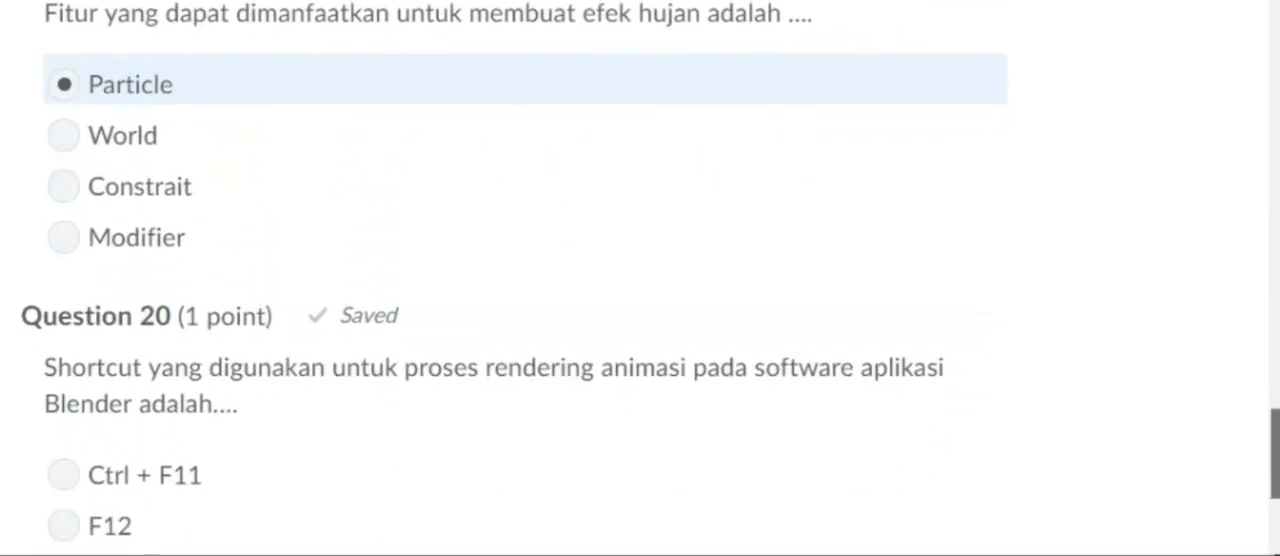 Fitur yang dapat dimanfaatkan untuk membuat efek hujan adalah ....
Particle
World
Constrait
Modifier
Question 20 (1 point) ✓ Saved
Shortcut yang digunakan untuk proses rendering animasi pada software aplikasi
Blender adalah....
Ctrl + F11
F12